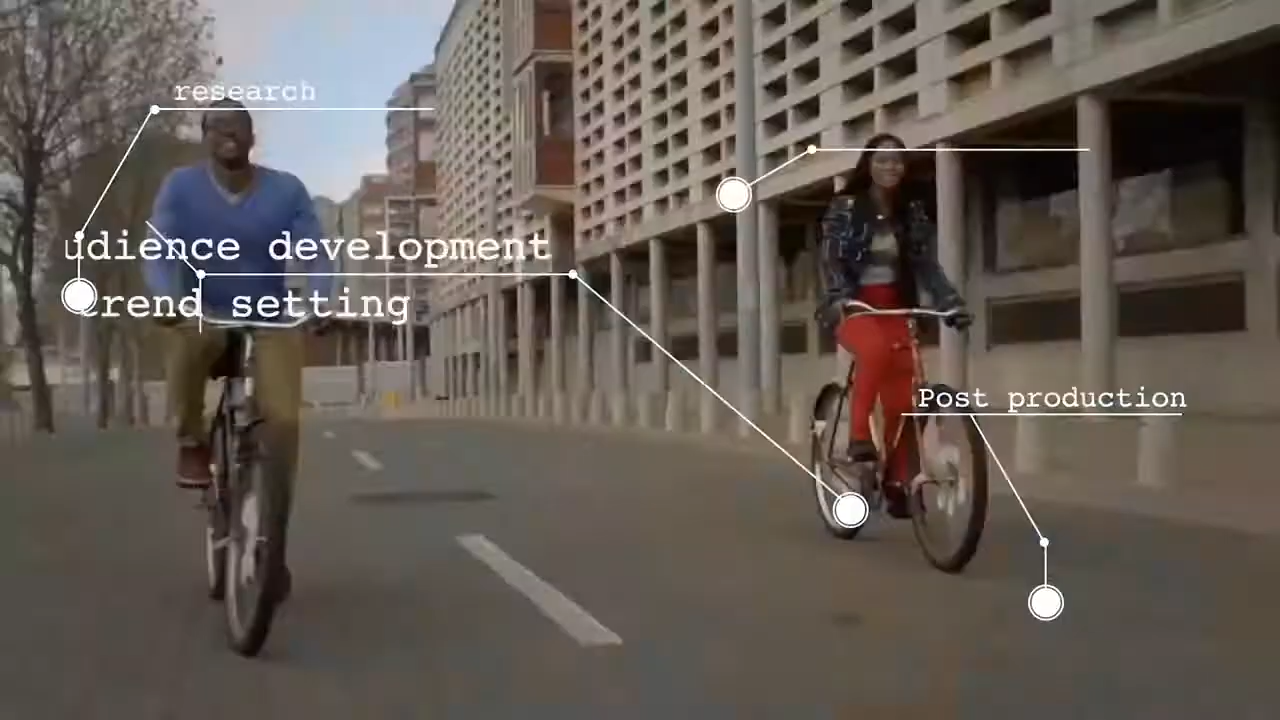 research
udience development
rend setting
Post production